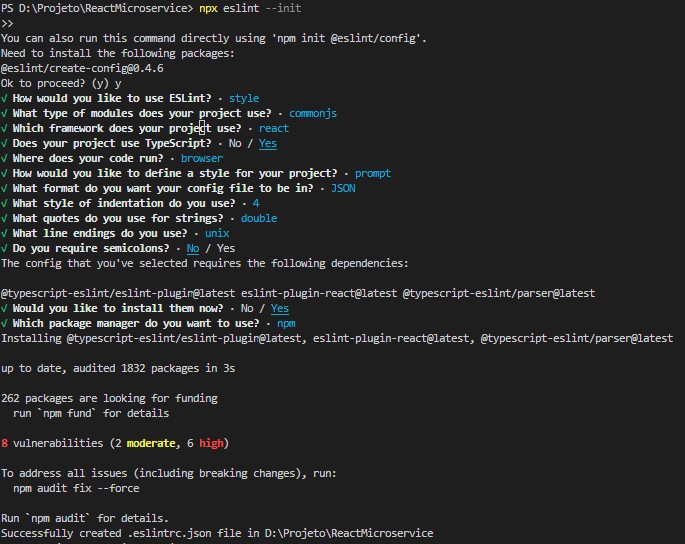 PS D:\Projeto\ReactMicroservice> npx eslint --init
>>
You can also run this command directly using 'npm init @eslint/config'.
Need to install the following packages:
@eslint/create-config@0.4.6
Ok to proceed? (y) y
√ How would you like to use ESLint? · style
√ What type of modules does your project use? · commonjs
√ Which framework does your project use? · react
√ Does your project use TypeScript? · No / Yes
√ Where does your code run? · browser
√ How would you like to define a style for your project? · prompt
√ What format do you want your config file to be in? · JSON
√ What style of indentation do you use? · 4
√ What quotes do you use for strings? · double
√ What line endings do you use? · unix
√ Do you require semicolons? · No / Yes
The config that you've selected requires the following dependencies:
@typescript-eslint/eslint-plugin@latest eslint-plugin-react@latest @typescript-eslint/parser@latest
√ Would you like to install them now? · No / Yes
√ Which package manager do you want to use? · npm
Installing @typescript-eslint/eslint-plugin@latest, eslint-plugin-react@latest, @typescript-eslint/parser@latest
up to date, audited 1832 packages in 3s
262 packages are looking for funding
run `npm fund` for details
8 vulnerabilities (2 moderate, 6 high)
To address all issues (including breaking changes), run:
npm audit fix --force
Run `npm audit` for details.
Successfully created .eslintrc.json file in D:\Projeto\ReactMicroservice